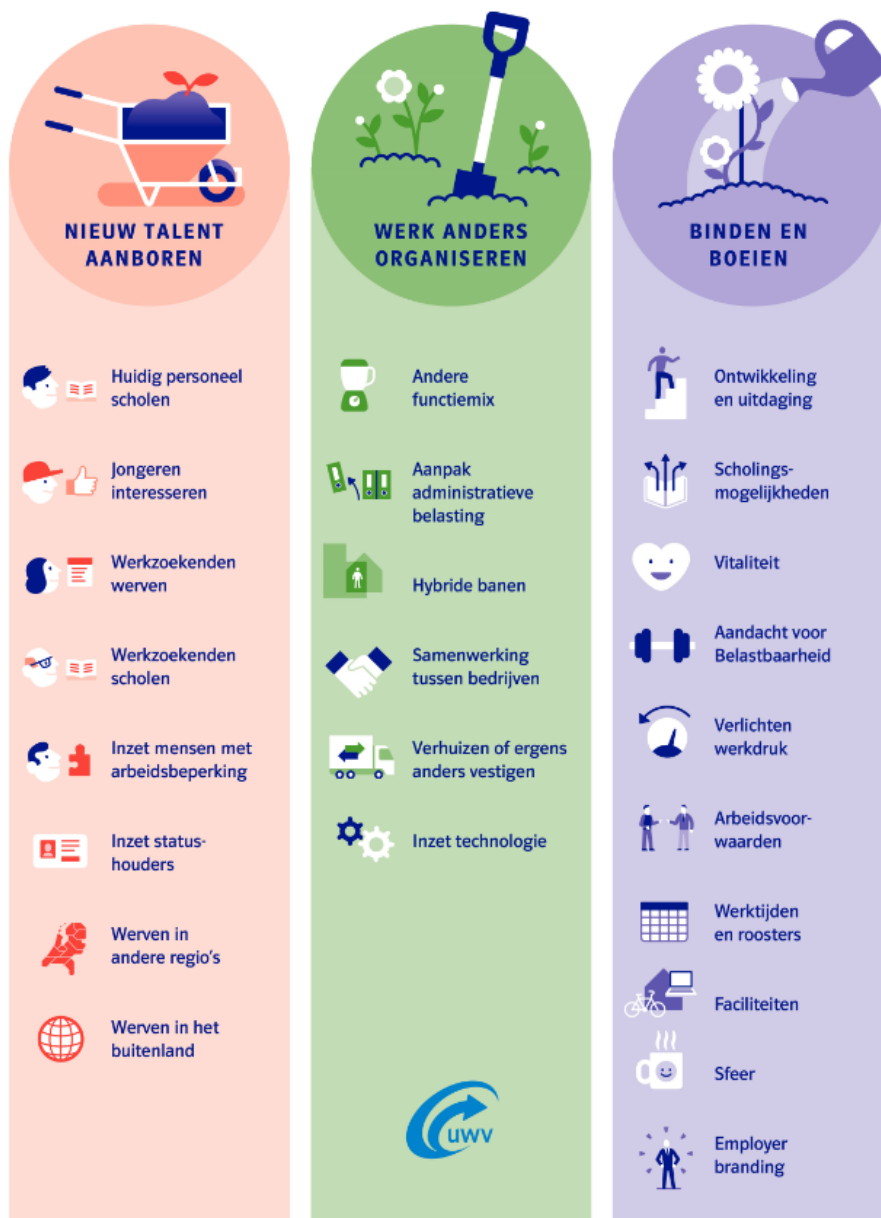 NIEUW TALENT
AANBOREN
Huidig personeel
scholen
Jongeren
interesseren
Werkzoekenden
werven
Werkzoekenden
scholen
Inzet mensen met
arbeidsbeperking
Inzet status-
houders
Werven in
andere regio's
Werven in het
buitenland
WERK ANDERS
ORGANISEREN
Andere
functiemix
Aanpak
administratieve
belasting
Hybride banen
Samenwerking
tussen bedrijven
Verhuizen of ergens
anders vestigen
Inzet technologie
uwv
BINDEN EN
BOEIEN
Ontwikkeling
en uitdaging
Scholings-
mogelijkheden
Vitaliteit
Aandacht voor
Belastbaarheid
Verlichten
werkdruk
Arbeidsvoor-
waarden
Werktijden
en roosters
Faciliteiten
Sfeer
Employer
branding